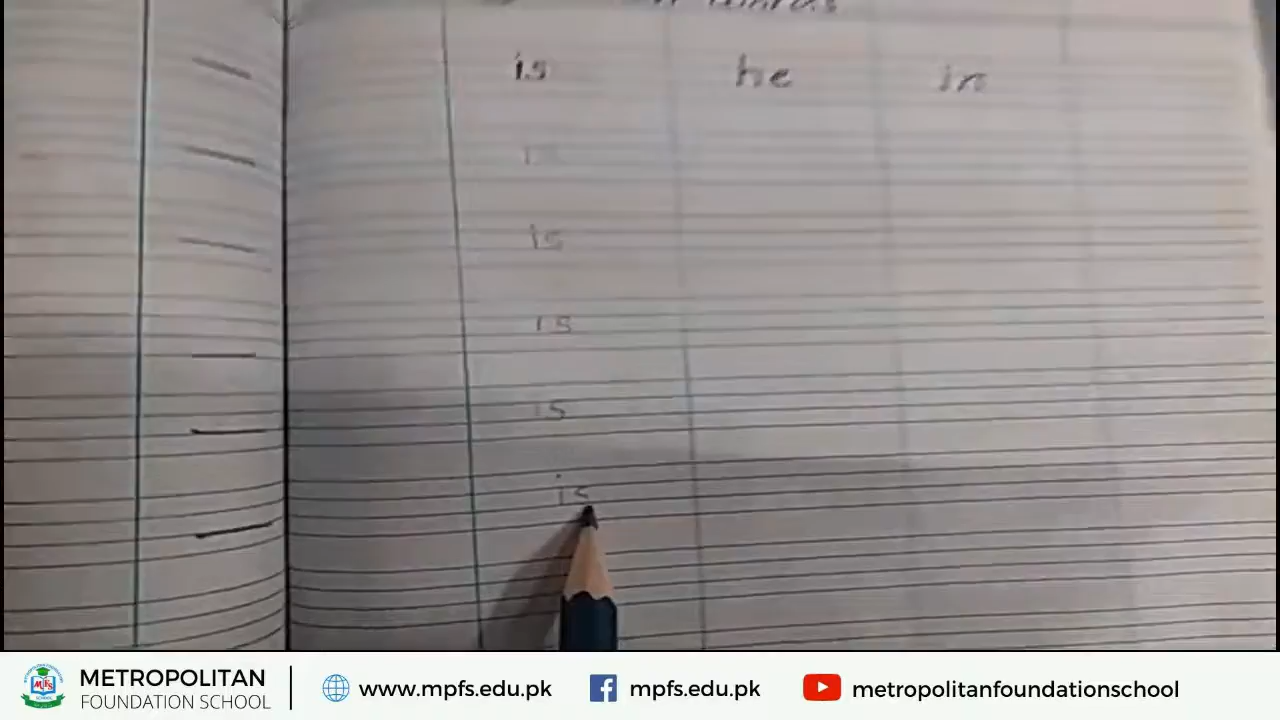 words
is he in
is
is
is
is
is
METROPOLITAN
FOUNDATION SCHOOL
www.mpfs.edu.pk
mpfs.edu.pk
metropolitanfoundationschool